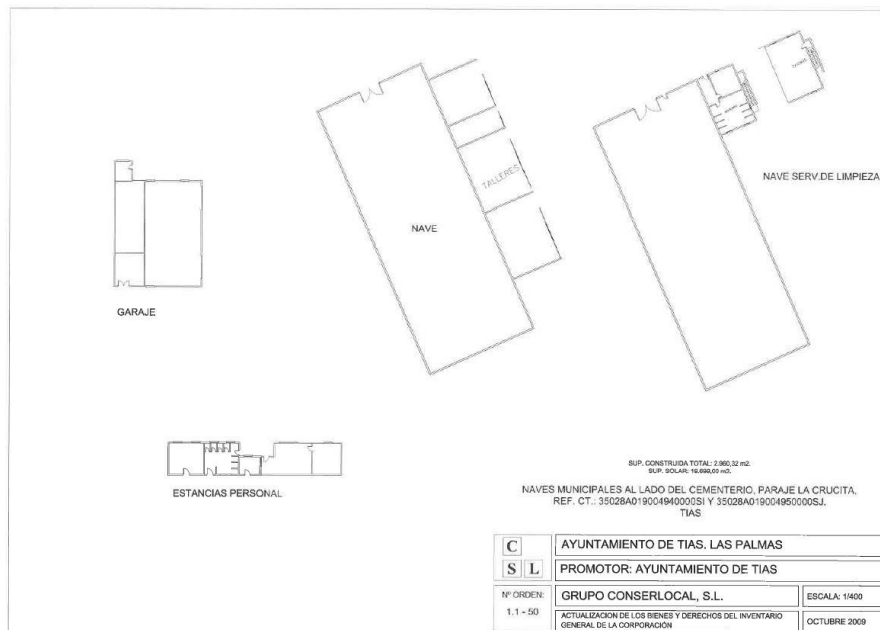 TALLERES
NAVE SERV.DE LIMPIEZA
NAVE
GARAJE
ESTANCIAS PERSONAL
SUP. CONSTRUIDA TOTAL: 2.960,32 m2.
NAVES MUNICIPALES AL LADO DEL CEMENTERIO, PARAJE LA CRUCITA.
REF. CT.: 35028A019004940000SI Y 35028A019004950000SJ.
TIAS
C
S L
AYUNTAMIENTO DE TIAS. LAS PALMAS
PROMOTOR: AYUNTAMIENTO DE TIAS
Nº ORDEN:
1.1 - 50
GRUPO CONSERLOCAL, S.L.
ESCALA: 1/400
ACTUALIZACION DE LOS BIENES Y DERECHOS DEL INVENTARIO
GENERAL DE LA CORPORACIÓN
OCTUBRE 2009